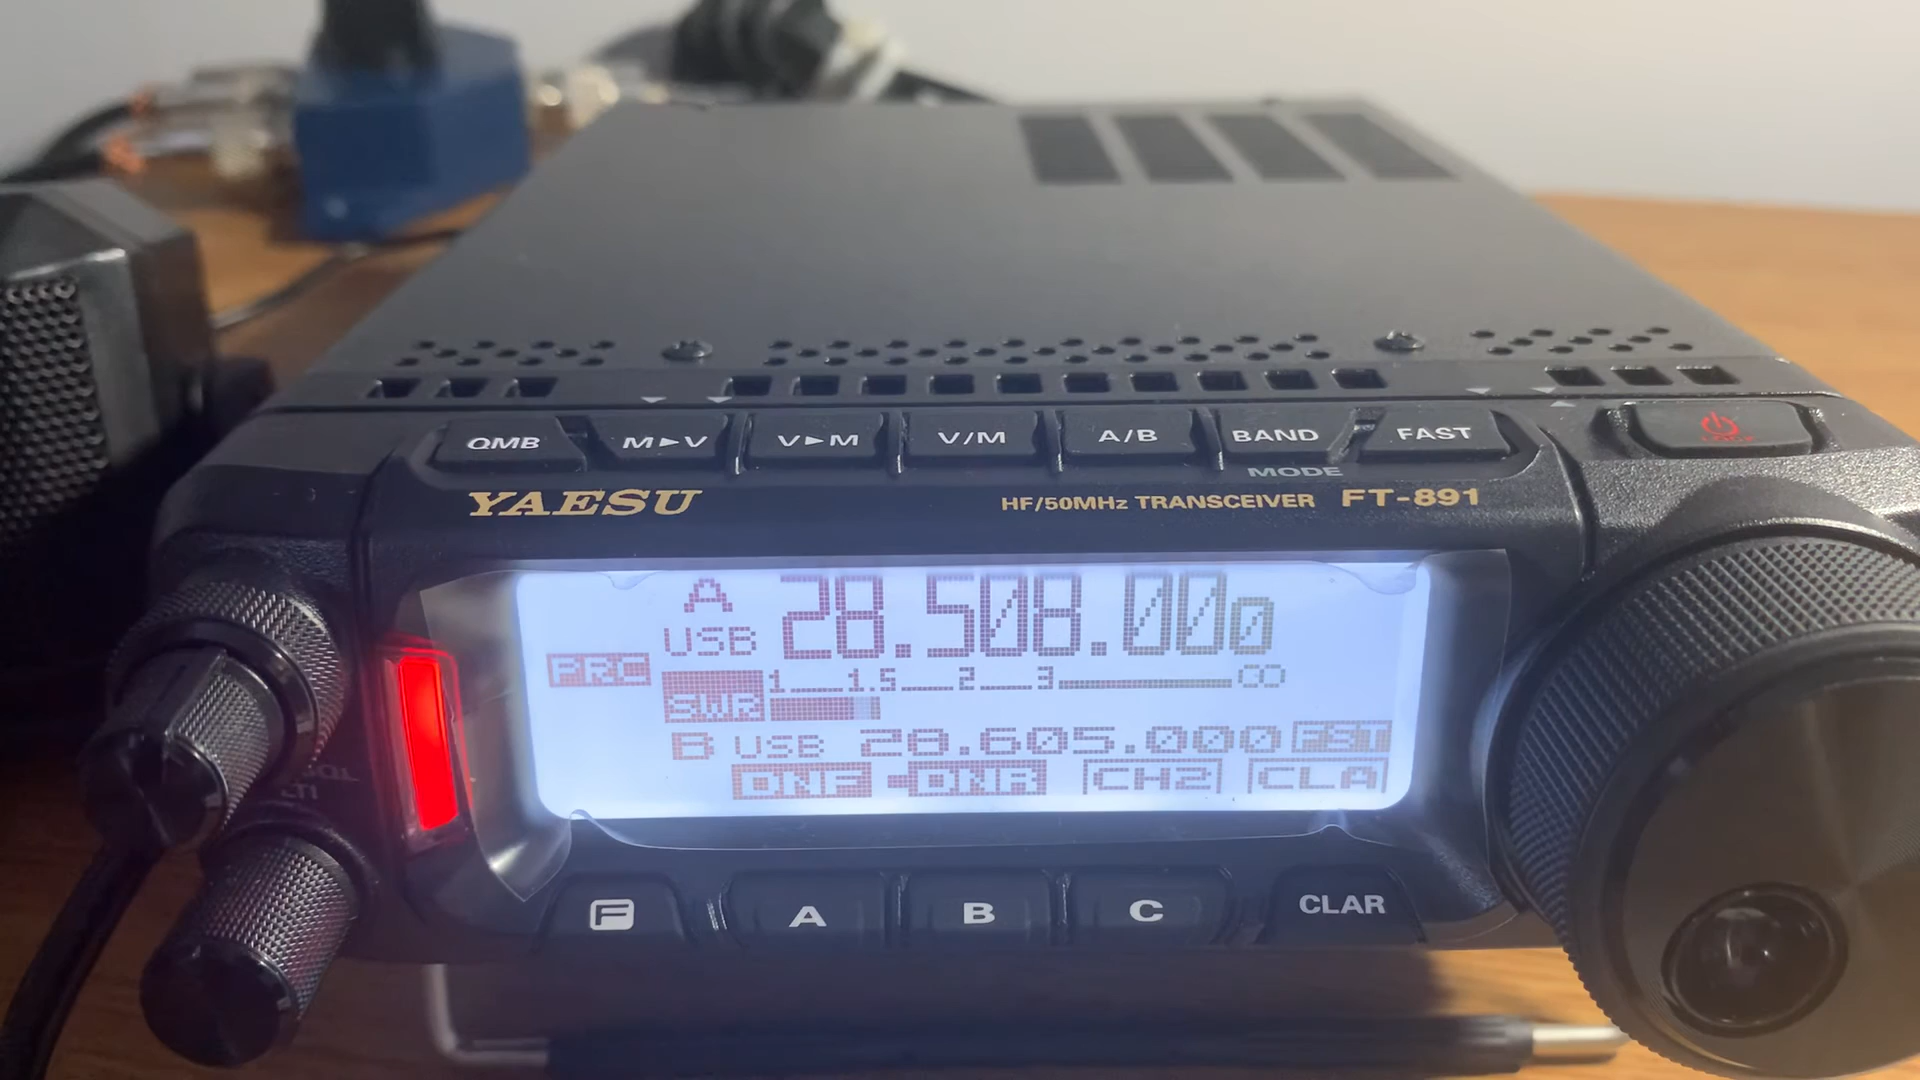 QMB M►V V►M V/M A/B BAND FAST LOCK
MODE
YAESU HF/50MHz TRANSCEIVER FT-891
A 28.508.000
USB
PRC 1 1.5 2 3 ∞
SWR
B USB 28.605.000 FST
DNF DNR CH2 CLA
F A B C CLAR